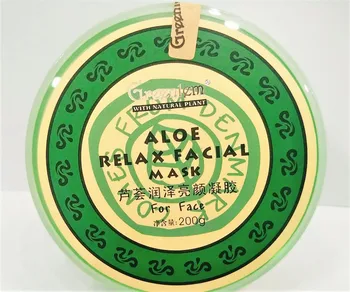 Greenism
WITH NATURAL PLANT
ALOE
RELAX FACIAL
MASK
芦荟润泽亮颜凝胶
For Face
净含量:200g